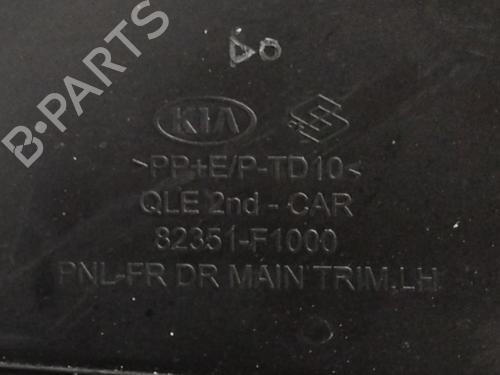 B-PARTS
KIA
>PP+E/P-TD10<
QLE 2nd - CAR
82351-F1000
PNL-FR DR MAIN TRIM.LH